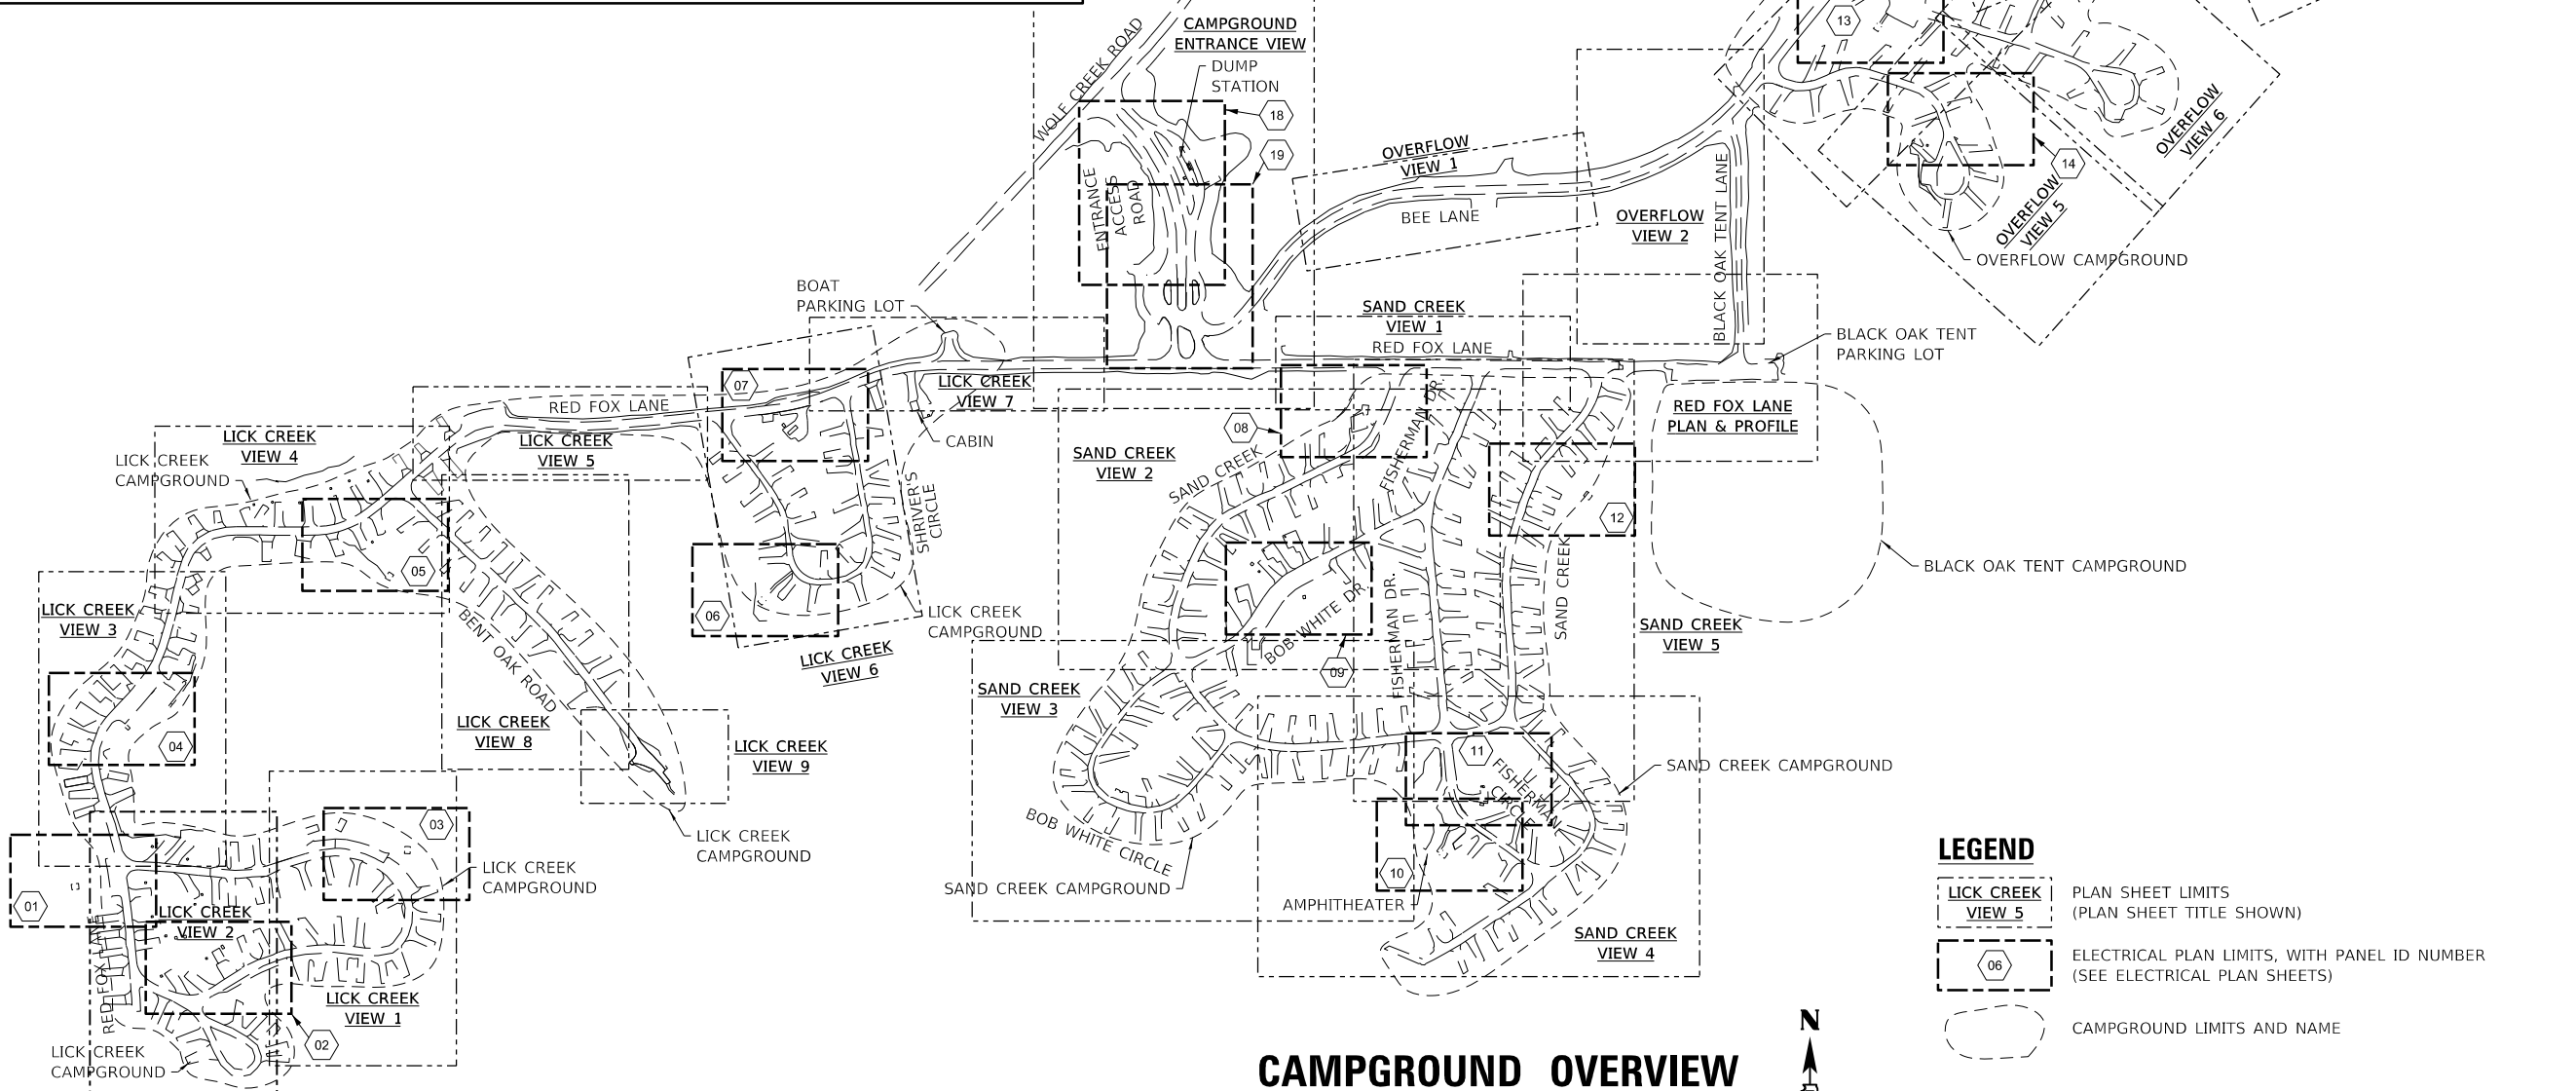 CAMPGROUND
ENTRANCE VIEW
DUMP
STATION
WOLF CREEK ROAD
18
19
ENTRANCE
ACCESS
ROAD
13
14
OVERFLOW
VIEW 6
OVERFLOW
VIEW 5
OVERFLOW CAMPGROUND
OVERFLOW
VIEW 1
BEE LANE
OVERFLOW
VIEW 2
BLACK OAK TENT LANE
BLACK OAK TENT
PARKING LOT
BOAT
PARKING LOT
SAND CREEK
VIEW 1
RED FOX LANE
07
LICK CREEK
VIEW 7
CABIN
RED FOX LANE
LICK CREEK
VIEW 5
LICK CREEK
VIEW 4
LICK CREEK
CAMPGROUND
05
LICK CREEK
VIEW 3
04
BENT OAK ROAD
06
SHRIVER'S
CIRCLE
LICK CREEK
CAMPGROUND
LICK CREEK
VIEW 6
LICK CREEK
VIEW 8
LICK CREEK
VIEW 9
LICK CREEK
CAMPGROUND
03
LICK CREEK
CAMPGROUND
01
LICK CREEK
VIEW 2
RED FOX
LICK CREEK
VIEW 1
02
LICK CREEK
CAMPGROUND
08
SAND CREEK
VIEW 2
SAND CREEK
FISHERMAN DR.
RED FOX LANE
PLAN & PROFILE
12
BLACK OAK TENT CAMPGROUND
BOB WHITE DR.
09
FISHERMAN DR.
SAND CREEK
SAND CREEK
VIEW 5
SAND CREEK
VIEW 3
11
FISHERMAN
CIRCLE
SAND CREEK CAMPGROUND
BOB WHITE CIRCLE
SAND CREEK CAMPGROUND
10
AMPHITHEATER
SAND CREEK
VIEW 4
LEGEND
LICK CREEK
VIEW 5
PLAN SHEET LIMITS
(PLAN SHEET TITLE SHOWN)
06
ELECTRICAL PLAN LIMITS, WITH PANEL ID NUMBER
(SEE ELECTRICAL PLAN SHEETS)
CAMPGROUND LIMITS AND NAME
N
CAMPGROUND OVERVIEW